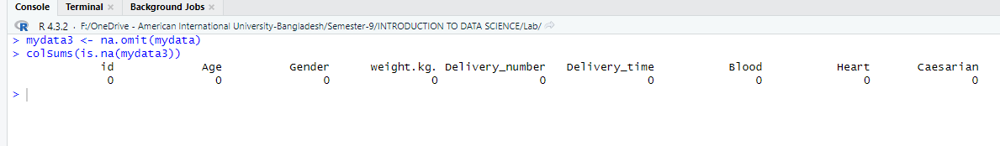 Console Terminal × Background Jobs ×
R R 4.3.2 · F:/OneDrive - American International University-Bangladesh/Semester-9/INTRODUCTION TO DATA SCIENCE/Lab/
> mydata3 <- na.omit(mydata)
> colSums(is.na(mydata3))
id Age Gender weight.kg. Delivery_number Delivery_time Blood Heart Caesarian
0 0 0 0 0 0 0 0 0
>